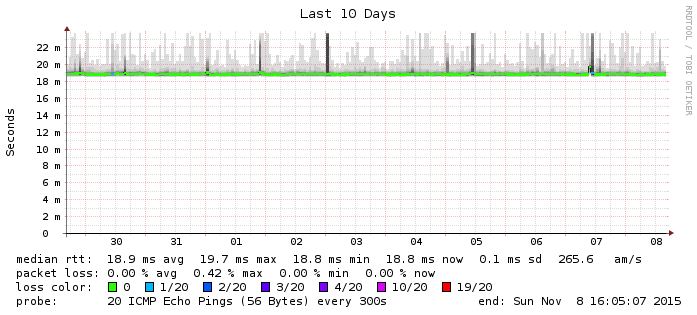 Last 10 Days
RRDTOOL / TOBI OETIKER
Seconds
22 m
20 m
18 m
16 m
14 m
12 m
10 m
8 m
6 m
4 m
2 m
0
30 31 01 02 03 04 05 06 07 08
median rtt: 18.9 ms avg 19.7 ms max 18.8 ms min 18.8 ms now 0.1 ms sd 265.6 am/s
packet loss: 0.00 % avg 0.42 % max 0.00 % min 0.00 % now
loss color: 0 1/20 2/20 3/20 4/20 10/20 19/20
probe: 20 ICMP Echo Pings (56 Bytes) every 300s end: Sun Nov 8 16:05:07 2015